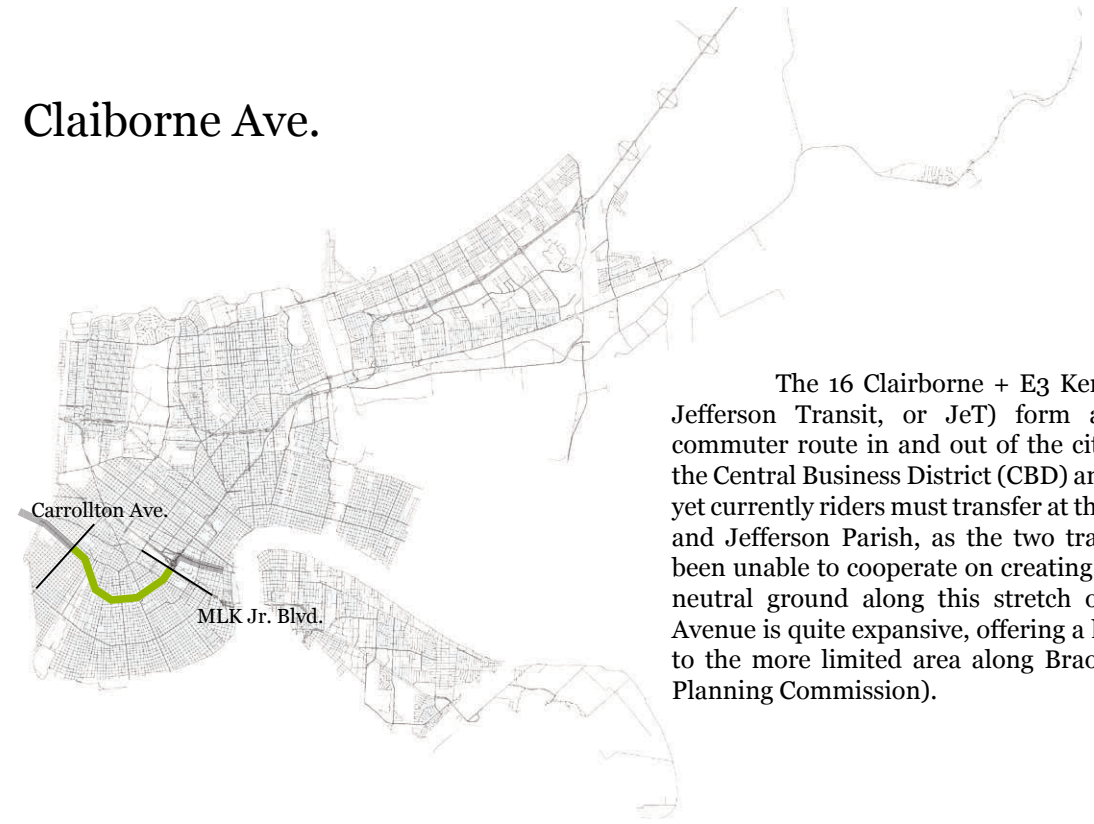 Claiborne Ave.
Carrollton Ave.
MLK Jr. Blvd.
The 16 Clairborne + E3 Ken
Jefferson Transit, or JeT) form a
commuter route in and out of the cit
the Central Business District (CBD) an
yet currently riders must transfer at th
and Jefferson Parish, as the two tra
been unable to cooperate on creating
neutral ground along this stretch o
Avenue is quite expansive, offering a
to the more limited area along
Planning Commission).